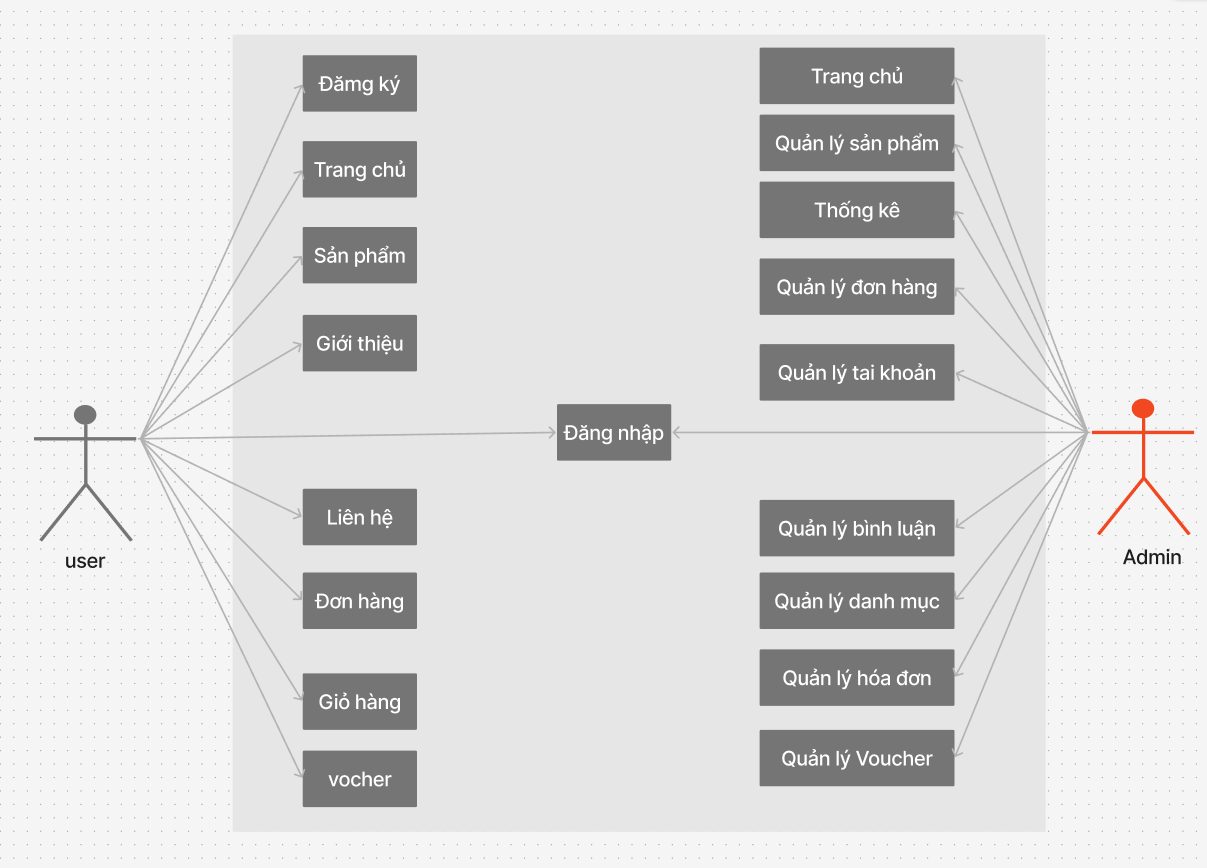 Đămg ký
Trang chủ
Sản phẩm
Giới thiệu
Liên hệ
Đơn hàng
Giỏ hàng
vocher
user
Đăng nhập
Trang chủ
Quản lý sản phẩm
Thống kê
Quản lý đơn hàng
Quản lý tai khoản
Quản lý bình luận
Quản lý danh mục
Quản lý hóa đơn
Quản lý Voucher
Admin